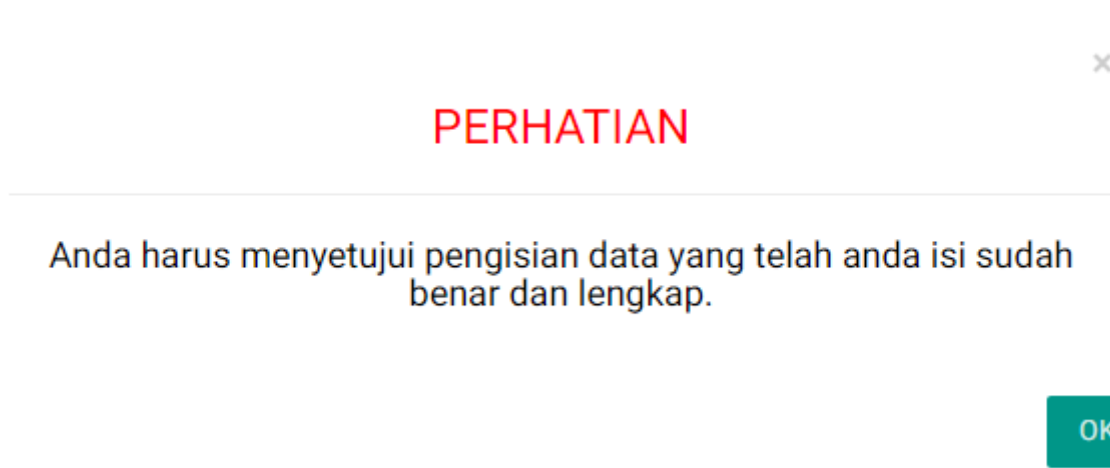 ×
PERHATIAN
Anda harus menyetujui pengisian data yang telah anda isi sudah
benar dan lengkap.
OK